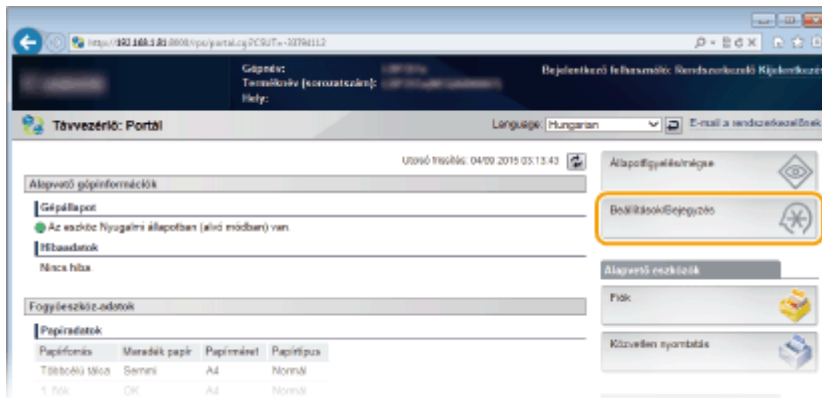 Gépnév:
Terméknév [sorozatszám]:
Hely:
Bejelentkező felhasználó: Rendszerkezelő Kijelentkezés
Távvezérlő: Portál
Language: Hungarian
E-mail a rendszerkezelőnek
Utolsó frissítés: 04/09 2015 03:13:43
Alapvető gépinformációk
Gépállapot
Az eszköz Nyugalmi állapotban (alvó módban) van.
Hibaadatok
Nincs hiba.
Fogyóeszköz-adatok
Papíradatok
Papírforrás Maradék papír Papírméret Papírtípus
Többcélú tálca Semmi A4 Normál
1. fiók OK A4 Normál
Állapotfigyelés/mégse
Beállítások/Bejegyzés
Alapvető eszközök
Fiók
Közvetlen nyomtatás